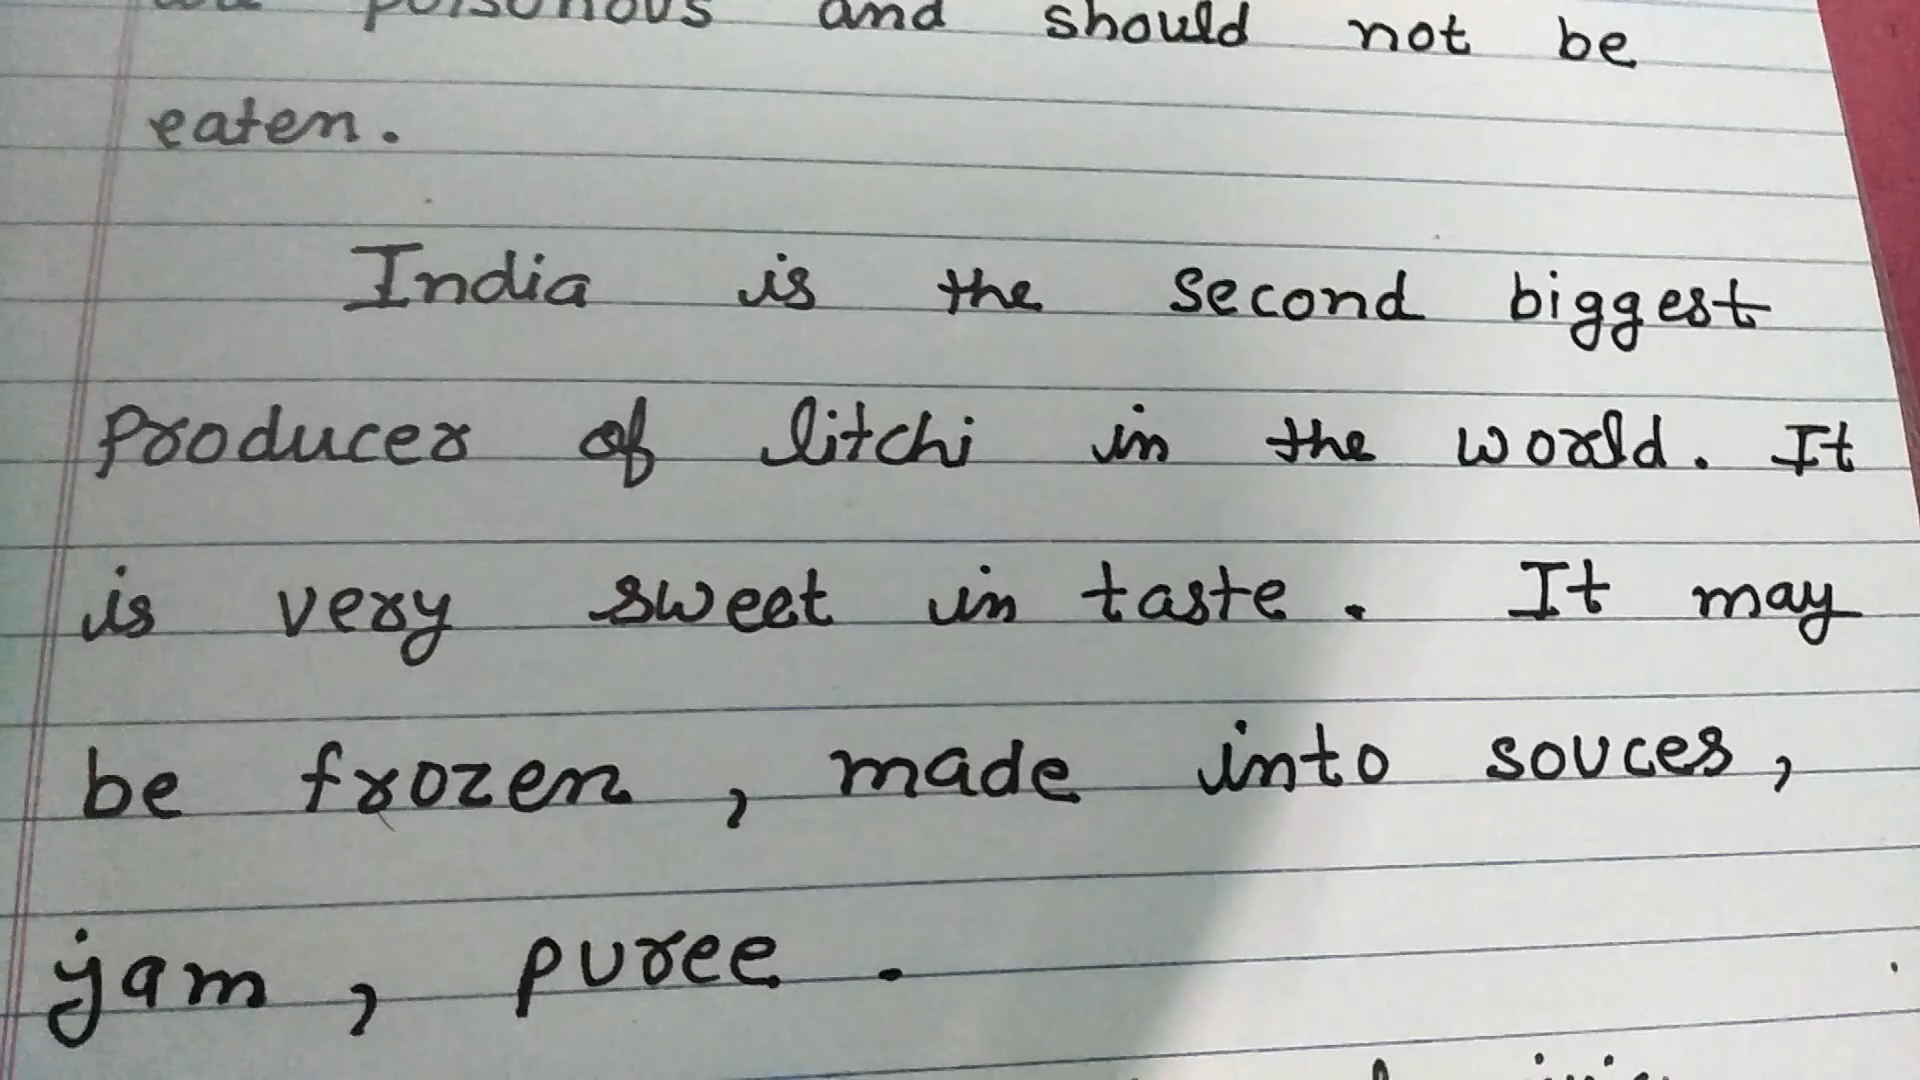 poisonous and should not be
eaten.
India is the second biggest
producer of litchi in the world. It
is very sweet in taste. It may
be frozen, made into souces,
jam, puree.